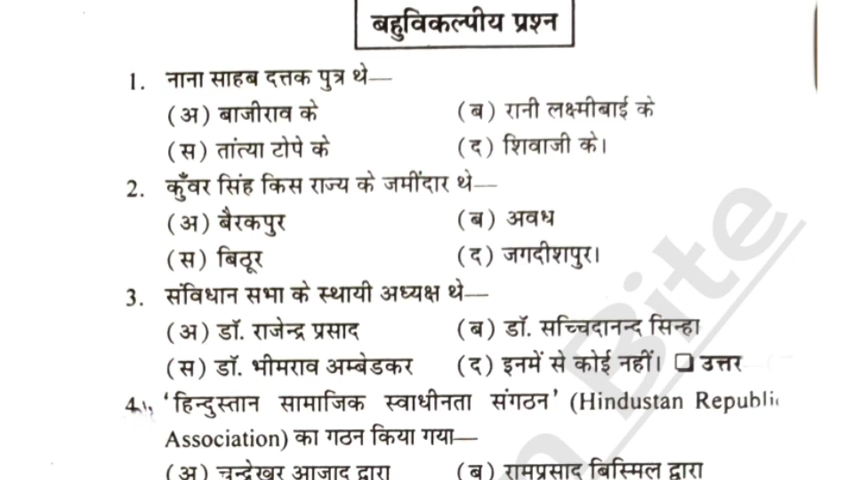 बहुविकल्पीय प्रश्न
1. नाना साहब दत्तक पुत्र थे—
(अ) बाजीराव के (ब) रानी लक्ष्मीबाई के
(स) तांत्या टोपे के (द) शिवाजी के।
2. कुँवर सिंह किस राज्य के जमींदार थे—
(अ) बैरकपुर (ब) अवध
(स) बिठूर (द) जगदीशपुर।
3. संविधान सभा के स्थायी अध्यक्ष थे—
(अ) डॉ. राजेन्द्र प्रसाद (ब) डॉ. सच्चिदानन्द सिन्हा
(स) डॉ. भीमराव अम्बेडकर (द) इनमें से कोई नहीं। ❑ उत्तर
4. 'हिन्दुस्तान सामाजिक स्वाधीनता संगठन' (Hindustan Republic
Association) का गठन किया गया—
(अ) चन्द्रेखर आजाद द्वारा (ब) रामप्रसाद बिस्मिल द्वारा
Bite